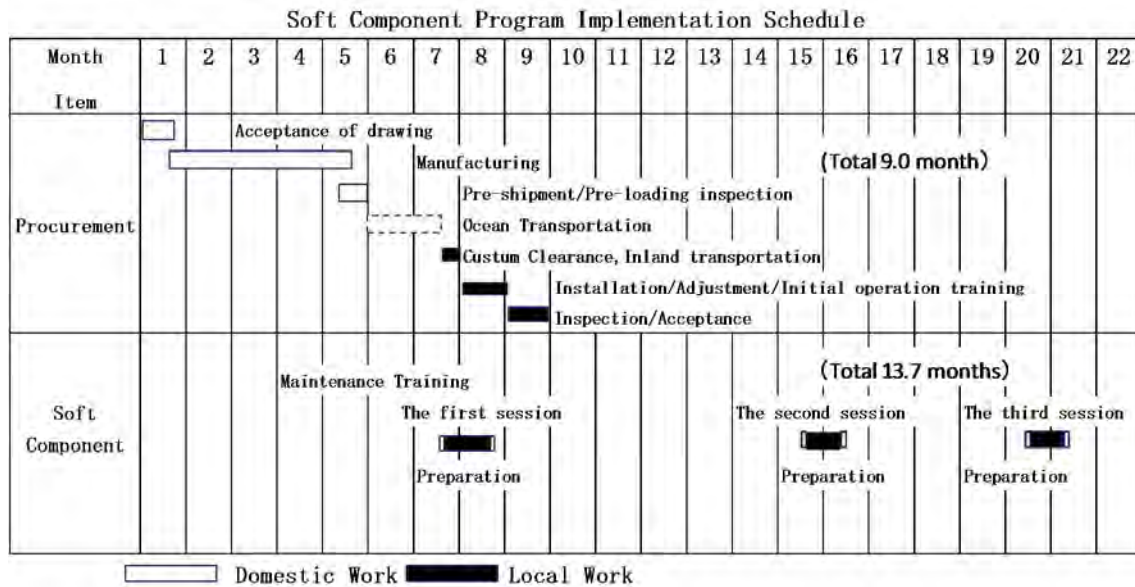 Soft Component Program Implementation Schedule
Month 1 2 3 4 5 6 7 8 9 10 11 12 13 14 15 16 17 18 19 20 21 22
Item
Acceptance of drawing
Manufacturing (Total 9.0 month)
Pre-shipment/Pre-loading inspection
Procurement Ocean Transportation
Custum Clearance, Inland transportation
Installation/Adjustment/Initial operation training
Inspection/Acceptance
Maintenance Training (Total 13.7 months)
Soft The first session The second session The third session
Component
Preparation Preparation Preparation
Domestic Work Local Work